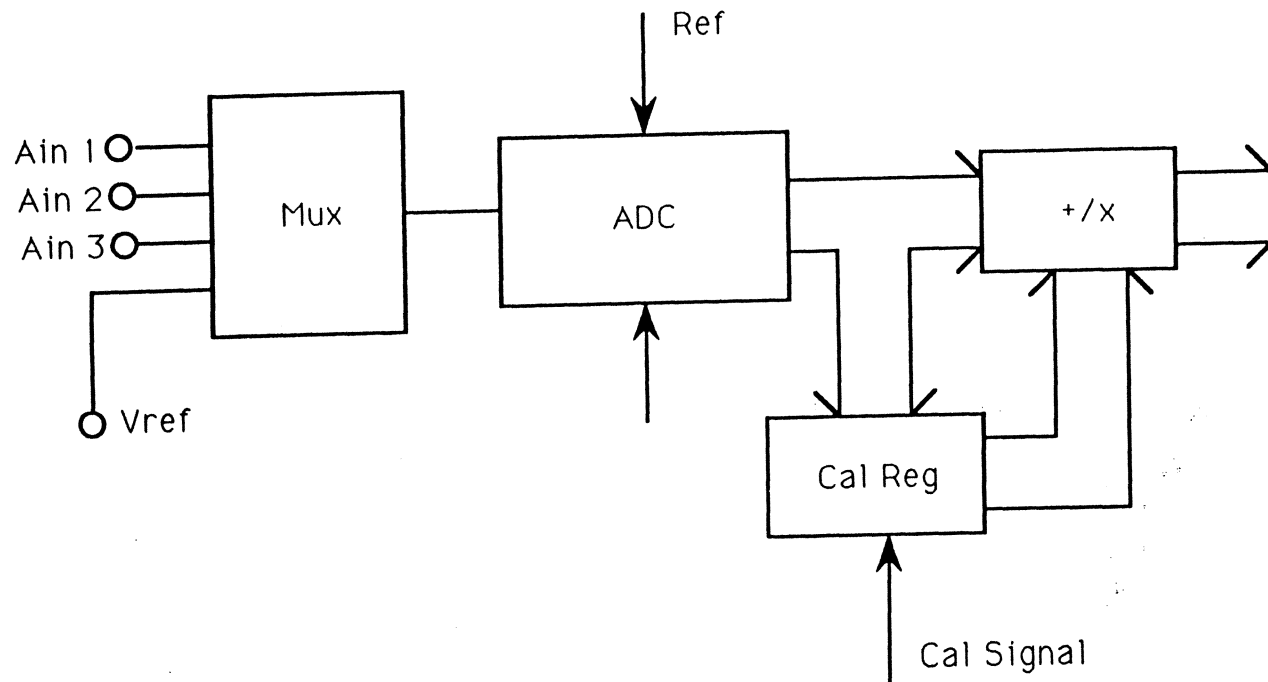 Ref
Ain 1
Ain 2
Ain 3
Mux
ADC
+/x
Vref
Cal Reg
Cal Signal